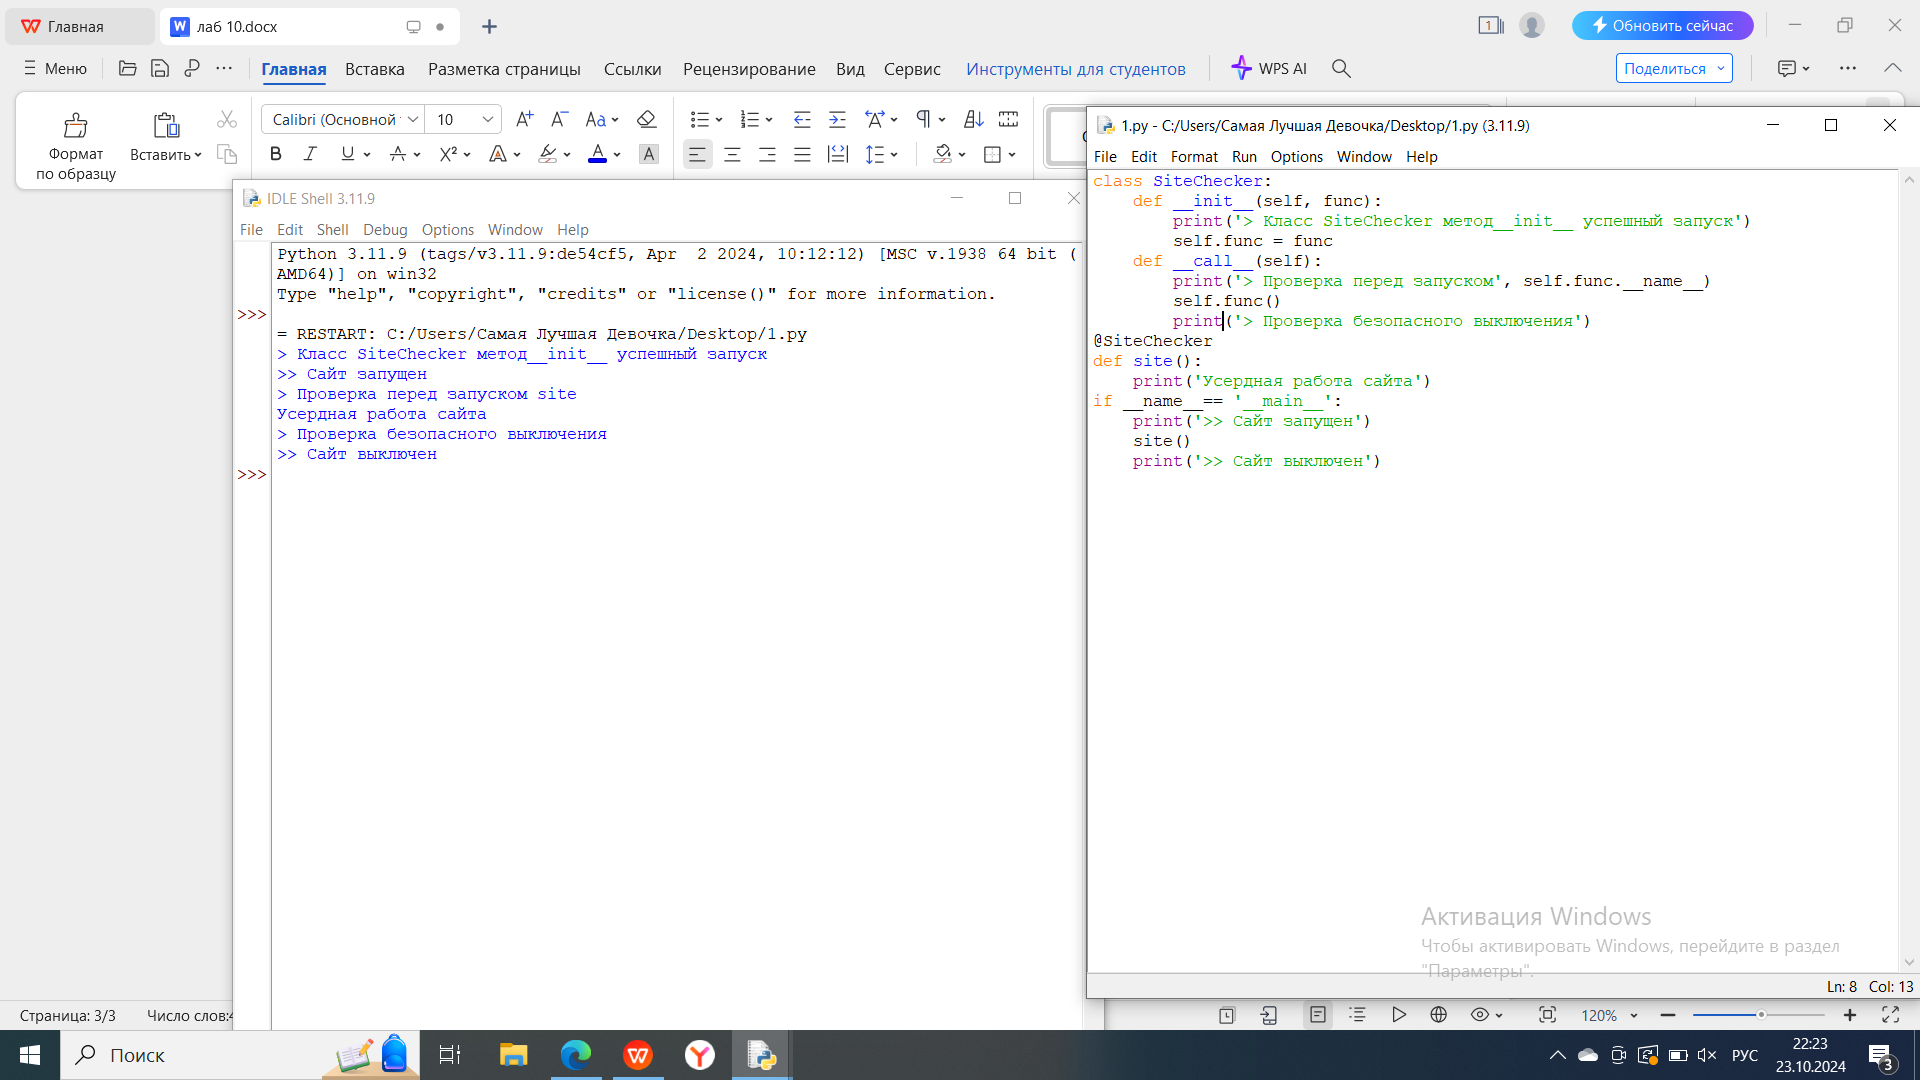 Главная
лаб 10.docx
1
Обновить сейчас
Меню
Главная
Вставка
Разметка страницы
Ссылки
Рецензирование
Вид
Сервис
Инструменты для студентов
WPS AI
Поделиться
Формат
по образцу
Вставить
Calibri (Основной
10
IDLE Shell 3.11.9
File Edit Shell Debug Options Window Help
Python 3.11.9 (tags/v3.11.9:de54cf5, Apr  2 2024, 10:12:12) [MSC v.1938 64 bit (
AMD64)] on win32
Type "help", "copyright", "credits" or "license()" for more information.
>>>
= RESTART: C:/Users/Самая Лучшая Девочка/Desktop/1.py
> Класс SiteChecker метод__init__ успешный запуск
>> Сайт запущен
> Проверка перед запуском site
Усердная работа сайта
> Проверка безопасного выключения
>> Сайт выключен
>>>
1.py - C:/Users/Самая Лучшая Девочка/Desktop/1.py (3.11.9)
File Edit Format Run Options Window Help
class SiteChecker:
    def __init__(self, func):
        print('> Класс SiteChecker метод__init__ успешный запуск')
        self.func = func
    def __call__(self):
        print('> Проверка перед запуском', self.func.__name__)
        self.func()
        print('> Проверка безопасного выключения')
@SiteChecker
def site():
    print('Усердная работа сайта')
if __name__== '__main__':
    print('>> Сайт запущен')
    site()
    print('>> Сайт выключен')
Активация Windows
Чтобы активировать Windows, перейдите в раздел
"Параметры".
Ln: 8 Col: 13
Страница: 3/3
Число слов:4
120%
Поиск
РУС
22:23
23.10.2024
3